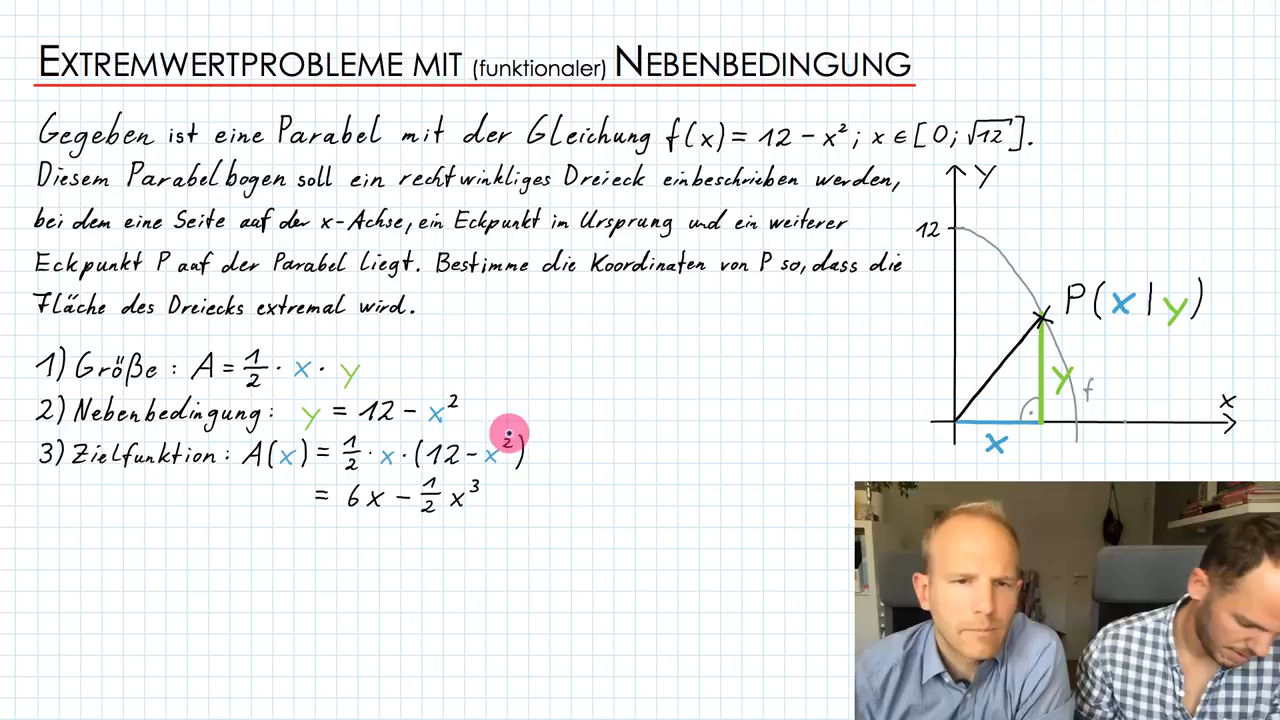 EXTREMWERTPROBLEME MIT (funktionaler) NEBENBEDINGUNG
Gegeben ist eine Parabel mit der Gleichung f(x) = 12 - x²; x ∈ [0; √12].
Diesem Parabelbogen soll ein rechtwinkliges Dreieck einbeschrieben werden,
bei dem eine Seite auf der x-Achse, ein Eckpunkt im Ursprung und ein weiterer
Eckpunkt P auf der Parabel liegt. Bestimme die Koordinaten von P so, dass die
Fläche des Dreiecks extremal wird.
1) Größe: A = 1/2 · x · y
2) Nebenbedingung: y = 12 - x²
3) Zielfunktion: A(x) = 1/2 · x · (12 - x²)
= 6x - 1/2 x³
y
12
P(x|y)
y
f
x
x